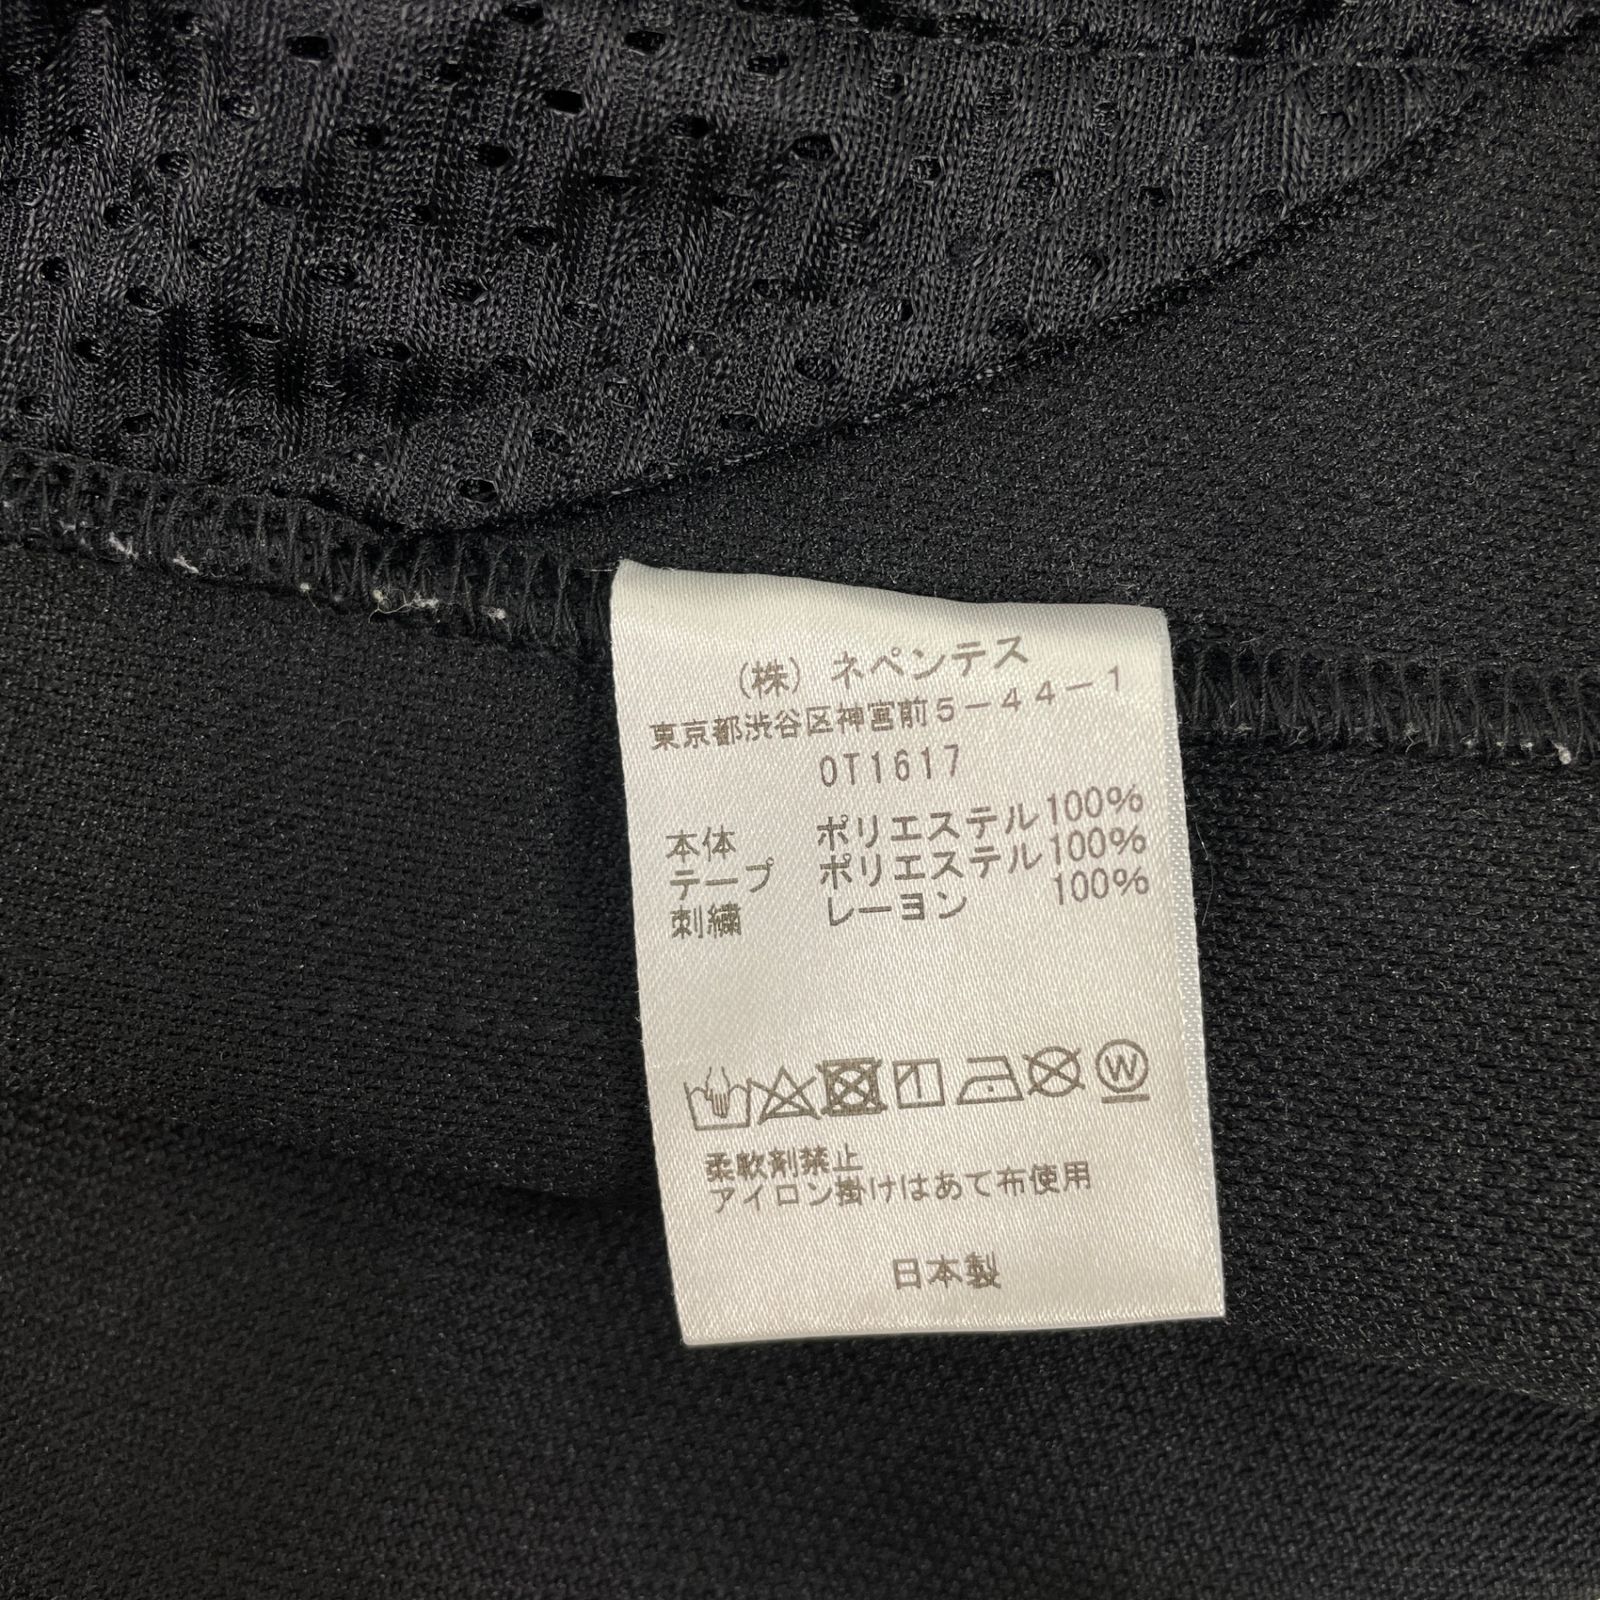 (株) ネペンテス
東京都渋谷区神宮前5-44-1
OT1617
本体 ポリエステル100%
テープ ポリエステル100%
刺繍 レーヨン 100%
W
柔軟剤禁止
アイロン掛けはあて布使用
日本製